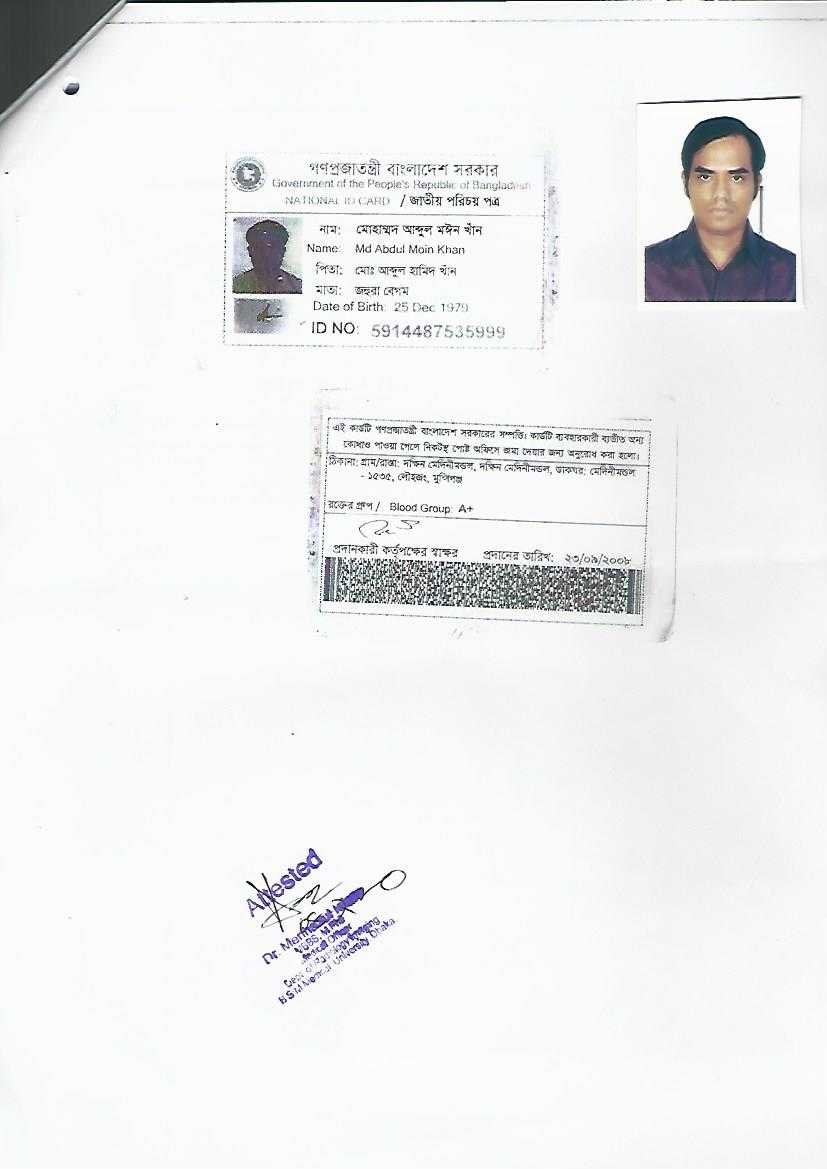 গণপ্রজাতন্ত্রী বাংলাদেশ সরকার
Government of the People's Republic of Bangladesh
NATIONAL ID CARD / জাতীয় পরিচয় পত্র
নাম: মোহাম্মদ আব্দুল মঈন খাঁন
Name: Md Abdul Moin Khan
পিতা: মোঃ আব্দুল হামিদ খাঁন
মাতা: জহুরা বেগম
Date of Birth: 25 Dec 1979
ID NO: 5914487535999
এই কার্ডটি গণপ্রজাতন্ত্রী বাংলাদেশ সরকারের সম্পত্তি। কার্ডটি ব্যবহারকারী ব্যতীত অন্য
কোথাও পাওয়া গেলে নিকটস্থ পোষ্ট অফিসে জমা দেয়ার জন্য অনুরোধ করা হলো।
ঠিকানা: গ্রাম/রাস্তা: দক্ষিন মেদিনীমন্ডল, দক্ষিন মেদিনীমন্ডল, ডাকঘর: মেদিনীমন্ডল
- ১৫৩৫, লৌহজং, মুন্সিগঞ্জ
রক্তের গ্রুপ / Blood Group: A+
প্রদানকারী কর্তৃপক্ষের স্বাক্ষর প্রদানের তারিখ: ২৩/০৯/২০০৮
Attested
Dr.
MBBS,
Medical Officer
Dept. of
B S M Medical University Dhaka.